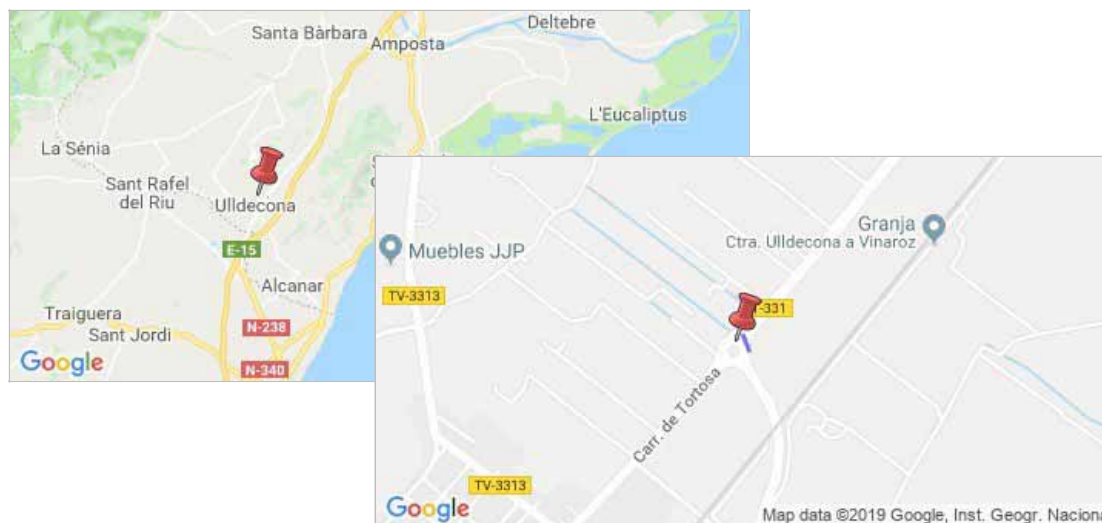 Deltebre
Santa Bàrbara
Amposta
L'Eucaliptus
La Sénia
Sant Rafel
del Riu
Ulldecona
E-15
Alcanar
Traiguera
Sant Jordi
N-238
N-340
Google
Granja
Ctra. Ulldecona a Vinaroz
Muebles JJP
TV-3313
-331
Carr. de Tortosa
TV-3313
Google
Map data ©2019 Google, Inst. Geogr. Naciona